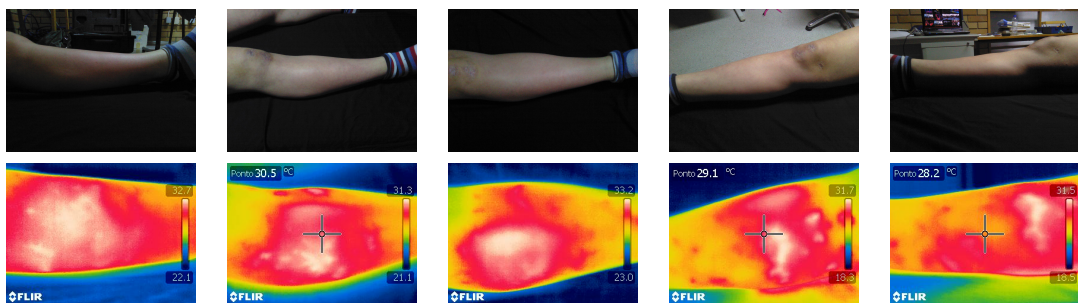 32.7
22.1
FLIR
Ponto 30.5 °C
31.3
21.1
FLIR
33.2
23.0
FLIR
Ponto 29.1 °C
31.7
18.3
FLIR
Ponto 28.2 °C
31.5
18.5
FLIR